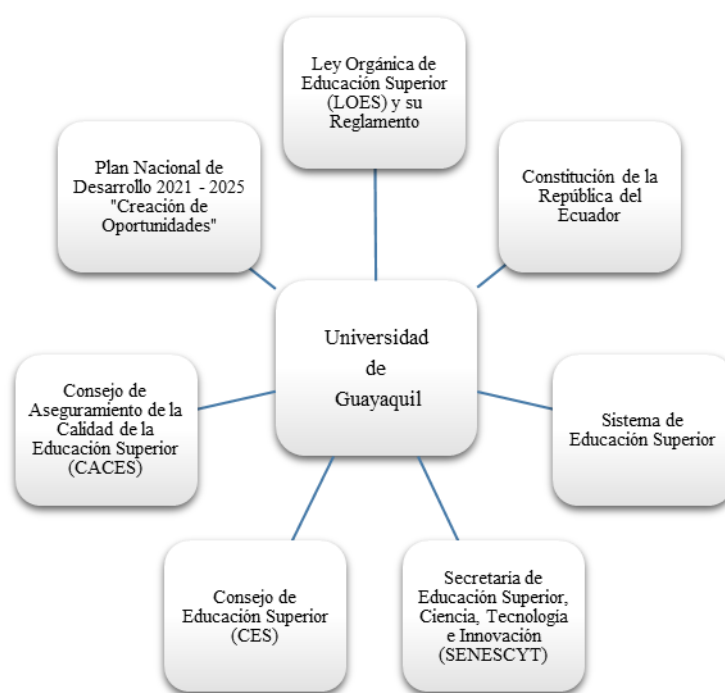 Ley Orgánica de
Educación Superior
(LOES) y su
Reglamento
Plan Nacional de
Desarrollo 2021 - 2025
"Creación de
Oportunidades"
Constitución de la
República del
Ecuador
Universidad
de
Guayaquil
Consejo de
Aseguramiento de la
Calidad de la
Educación Superior
(CACES)
Sistema de
Educación Superior
Consejo de
Educación Superior
(CES)
Secretaría de
Educación Superior,
Ciencia, Tecnología
e Innovación
(SENESCYT)